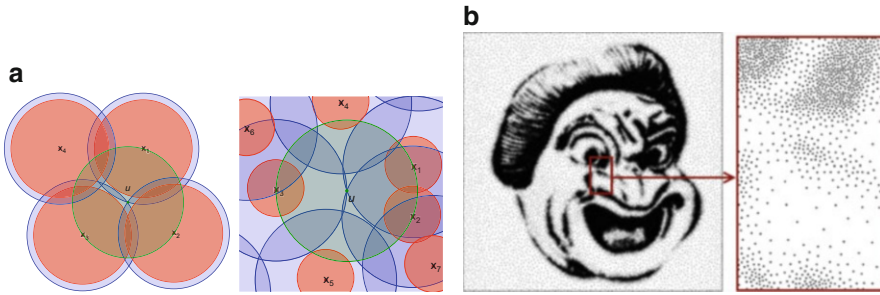 a
b
x₄ x₁
u
x₃ x₂
x₄
x₆
x₁
x₃ u
x₂
x₇
x₅